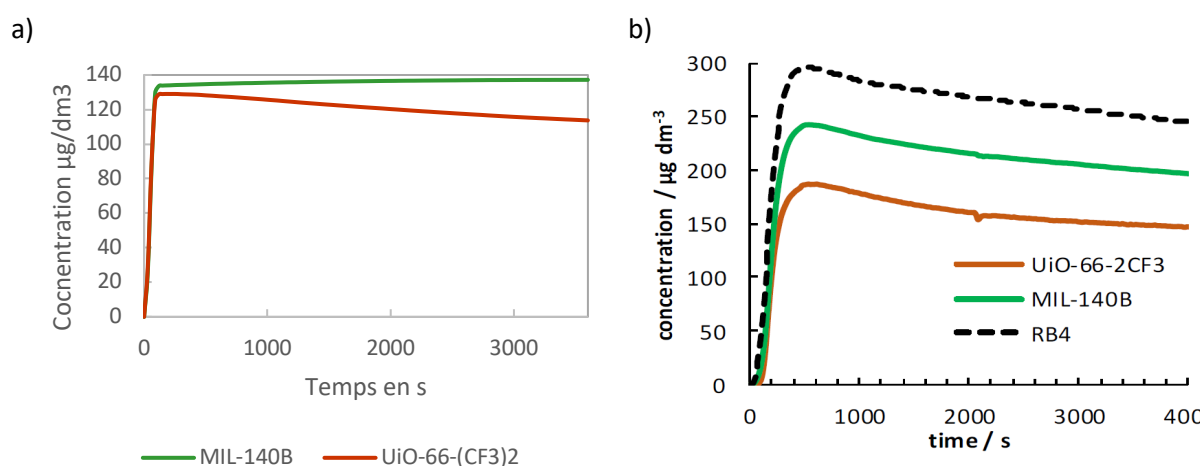 a)
Cocnentration µg/dm3
140
120
100
80
60
40
20
0
0
1000
2000
3000
Temps en s
MIL-140B
UiO-66-(CF3)2
b)
concentration / µg dm-3
300
250
200
150
100
50
0
UiO-66-2CF3
MIL-140B
RB4
0
1000
2000
3000
400
time / s